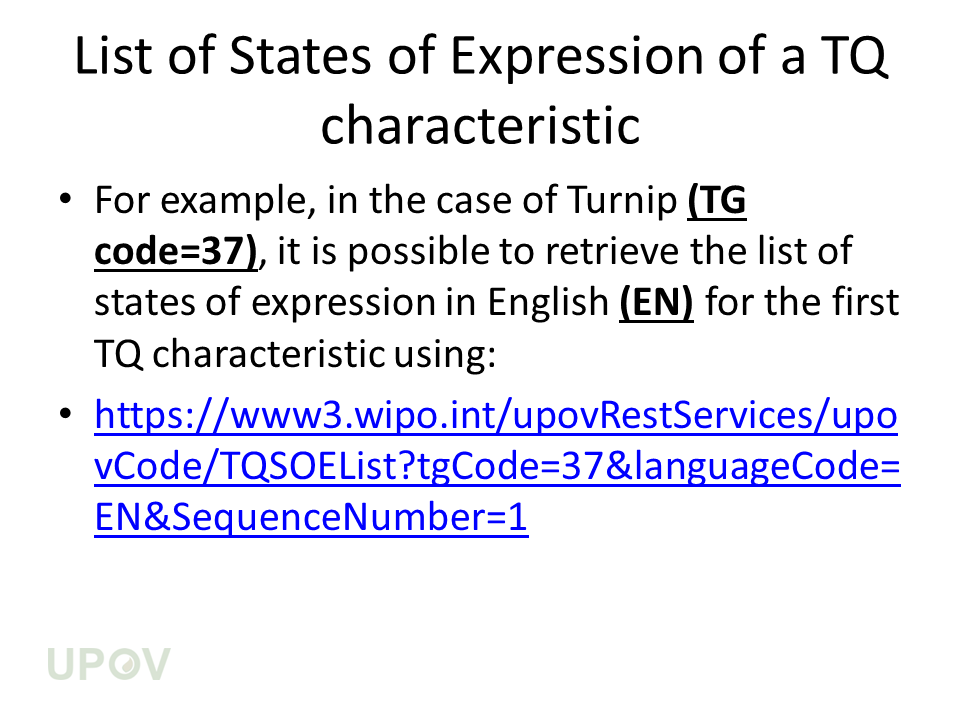 List of States of Expression of a TQ
characteristic
• For example, in the case of Turnip (TG
code=37), it is possible to retrieve the list of
states of expression in English (EN) for the first
TQ characteristic using:
• https://www3.wipo.int/upovRestServices/upo
vCode/TQSOEList?tgCode=37&languageCode=
EN&SequenceNumber=1
UPOV